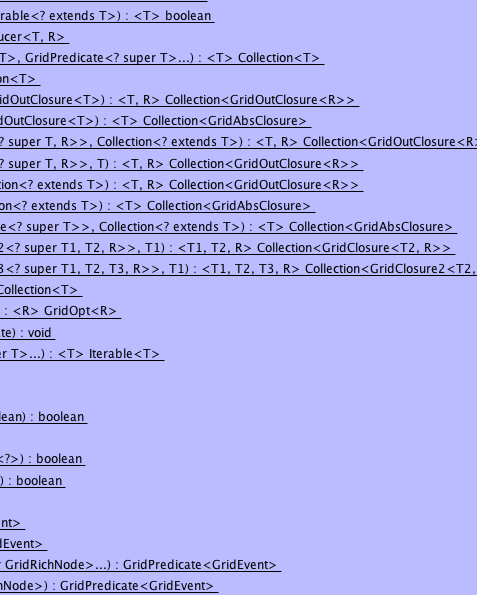 rable<? extends T>) : <T> boolean
ucer<T, R>
T>, GridPredicate<? super T>...) : <T> Collection<T>
on<T>
idOutClosure<T>) : <T, R> Collection<GridOutClosure<R>>
dOutClosure<T>) : <T> Collection<GridAbsClosure>
? super T, R>>, Collection<? extends T>) : <T, R> Collection<GridOutClosure<R>
? super T, R>>, T) : <T, R> Collection<GridOutClosure<R>>
tion<? extends T>) : <T, R> Collection<GridOutClosure<R>>
on<? extends T>) : <T> Collection<GridAbsClosure>
e<? super T>>, Collection<? extends T>) : <T> Collection<GridAbsClosure>
2<? super T1, T2, R>>, T1) : <T1, T2, R> Collection<GridClosure<T2, R>>
3<? super T1, T2, T3, R>>, T1) : <T1, T2, T3, R> Collection<GridClosure2<T2,
Collection<T>
) : <R> GridOpt<R>
te) : void
er T>...) : <T> Iterable<T>
lean) : boolean
<?>) : boolean
) : boolean
ent>
dEvent>
r GridRichNode>...) : GridPredicate<GridEvent>
hNode>) : GridPredicate<GridEvent>